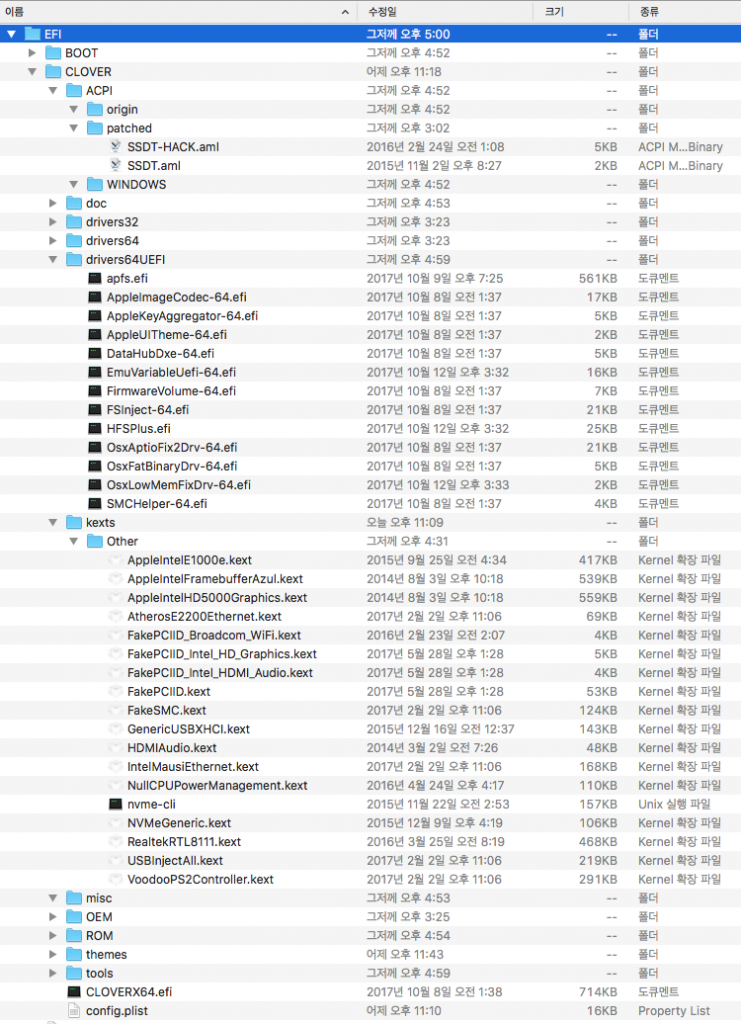 이름 수정일 크기 종류
EFI 그저께 오후 5:00 -- 폴더
BOOT 그저께 오후 4:52 -- 폴더
CLOVER 어제 오후 11:18 -- 폴더
ACPI 그저께 오후 4:52 -- 폴더
origin 그저께 오후 4:52 -- 폴더
patched 그저께 오후 3:02 -- 폴더
SSDT-HACK.aml 2016년 2월 24일 오전 1:08 5KB ACPI M...Binary
SSDT.aml 2015년 11월 2일 오후 8:27 2KB ACPI M...Binary
WINDOWS 그저께 오후 4:52 -- 폴더
doc 그저께 오후 4:53 -- 폴더
drivers32 그저께 오후 3:23 -- 폴더
drivers64 그저께 오후 3:23 -- 폴더
drivers64UEFI 그저께 오후 4:59 -- 폴더
apfs.efi 2017년 10월 9일 오후 7:25 561KB 도큐멘트
AppleImageCodec-64.efi 2017년 10월 8일 오전 1:37 17KB 도큐멘트
AppleKeyAggregator-64.efi 2017년 10월 8일 오전 1:37 5KB 도큐멘트
AppleUITheme-64.efi 2017년 10월 8일 오전 1:37 2KB 도큐멘트
DataHubDxe-64.efi 2017년 10월 8일 오전 1:37 5KB 도큐멘트
EmuVariableUefi-64.efi 2017년 10월 12일 오후 3:32 16KB 도큐멘트
FirmwareVolume-64.efi 2017년 10월 8일 오전 1:37 7KB 도큐멘트
FSInject-64.efi 2017년 10월 8일 오전 1:37 21KB 도큐멘트
HFSPlus.efi 2017년 10월 12일 오후 3:32 25KB 도큐멘트
OsxAptioFix2Drv-64.efi 2017년 10월 8일 오전 1:37 21KB 도큐멘트
OsxFatBinaryDrv-64.efi 2017년 10월 8일 오전 1:37 5KB 도큐멘트
OsxLowMemFixDrv-64.efi 2017년 10월 12일 오후 3:33 2KB 도큐멘트
SMCHelper-64.efi 2017년 10월 8일 오전 1:37 4KB 도큐멘트
kexts 오늘 오후 11:09 -- 폴더
Other 그저께 오후 4:31 -- 폴더
AppleIntelE1000e.kext 2015년 9월 25일 오전 4:34 417KB Kernel 확장 파일
AppleIntelFramebufferAzul.kext 2014년 8월 3일 오후 10:18 539KB Kernel 확장 파일
AppleIntelHD5000Graphics.kext 2014년 8월 3일 오후 10:18 559KB Kernel 확장 파일
AtherosE2200Ethernet.kext 2017년 2월 2일 오후 11:06 69KB Kernel 확장 파일
FakePCIID_Broadcom_WiFi.kext 2016년 2월 23일 오전 2:07 4KB Kernel 확장 파일
FakePCIID_Intel_HD_Graphics.kext 2017년 5월 28일 오후 1:28 5KB Kernel 확장 파일
FakePCIID_Intel_HDMI_Audio.kext 2017년 5월 28일 오후 1:28 4KB Kernel 확장 파일
FakePCIID.kext 2017년 5월 28일 오후 1:28 53KB Kernel 확장 파일
FakeSMC.kext 2017년 2월 2일 오후 11:06 124KB Kernel 확장 파일
GenericUSBXHCI.kext 2015년 12월 16일 오전 12:37 143KB Kernel 확장 파일
HDMIAudio.kext 2014년 3월 2일 오전 7:26 48KB Kernel 확장 파일
IntelMausiEthernet.kext 2017년 2월 2일 오후 11:06 168KB Kernel 확장 파일
NullCPUPowerManagement.kext 2016년 4월 24일 오후 4:17 110KB Kernel 확장 파일
nvme-cli 2015년 11월 22일 오전 2:53 157KB Unix 실행 파일
NVMeGeneric.kext 2015년 12월 9일 오후 4:19 106KB Kernel 확장 파일
RealtekRTL8111.kext 2016년 3월 25일 오전 8:19 468KB Kernel 확장 파일
USBInjectAll.kext 2017년 2월 2일 오후 11:06 219KB Kernel 확장 파일
VoodooPS2Controller.kext 2017년 2월 2일 오후 11:06 291KB Kernel 확장 파일
misc 그저께 오후 4:53 -- 폴더
OEM 그저께 오후 3:25 -- 폴더
ROM 그저께 오후 4:54 -- 폴더
themes 어제 오후 11:43 -- 폴더
tools 그저께 오후 4:59 -- 폴더
CLOVERX64.efi 2017년 10월 8일 오전 1:38 714KB 도큐멘트
config.plist 어제 오후 11:10 16KB Property List